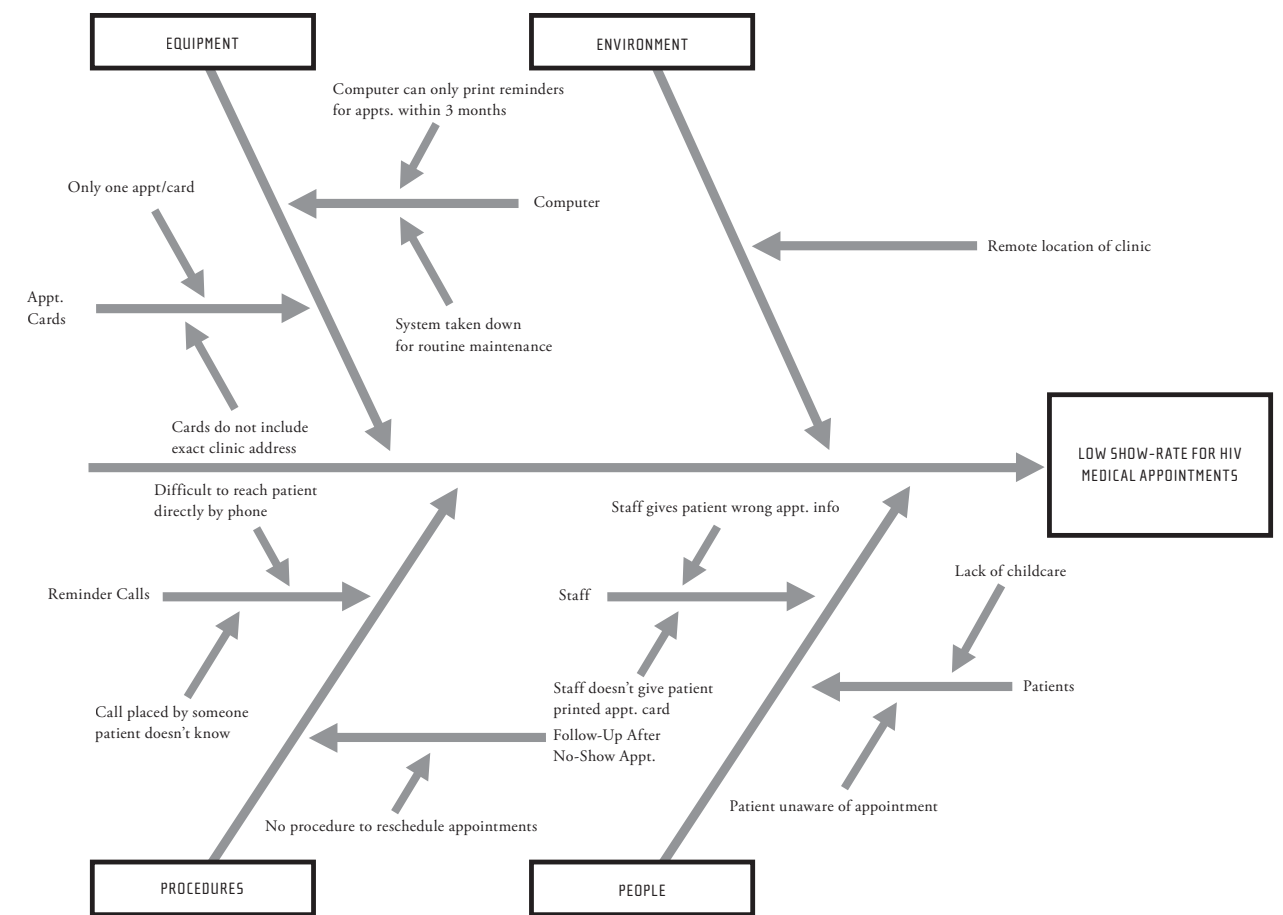 EQUIPMENT
ENVIRONMENT
Computer can only print reminders
for appts. within 3 months
Only one appt/card
Computer
Remote location of clinic
Appt.
Cards
System taken down
for routine maintenance
Cards do not include
exact clinic address
LOW SHOW-RATE FOR HIV
MEDICAL APPOINTMENTS
Difficult to reach patient
directly by phone
Staff gives patient wrong appt. info
Lack of childcare
Reminder Calls
Staff
Patients
Staff doesn't give patient
printed appt. card
Call placed by someone
patient doesn't know
Follow-Up After
No-Show Appt.
Patient unaware of appointment
No procedure to reschedule appointments
PROCEDURES
PEOPLE